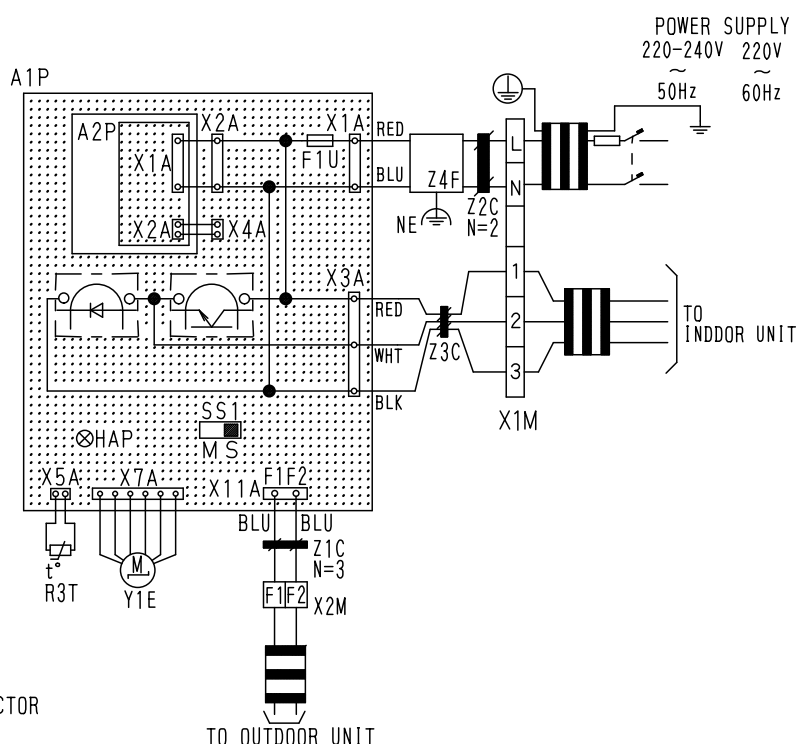 POWER SUPPLY
220-240V 220V
~ ~
50Hz 60Hz
A1P
A2P X2A X1A RED
X1A F1U
L
BLU Z4F N
Z2C
N=2
NE
X2A X4A
X3A
RED
1
2
3
WHT
Z3C
BLK
TO
INDDOR UNIT
X1M
SS1
M S
HAP
X5A X7A X11A F1F2
BLU BLU
t°
R3T
M
Y1E
Z1C
N=3
F1 F2
X2M
CTOR
TO OUTDOOR UNIT